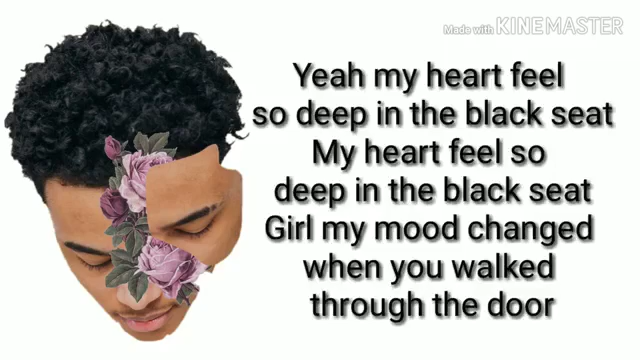 Made with KINEMASTER
Yeah my heart feel
so deep in the black seat
My heart feel so
deep in the black seat
Girl my mood changed
when you walked
through the door